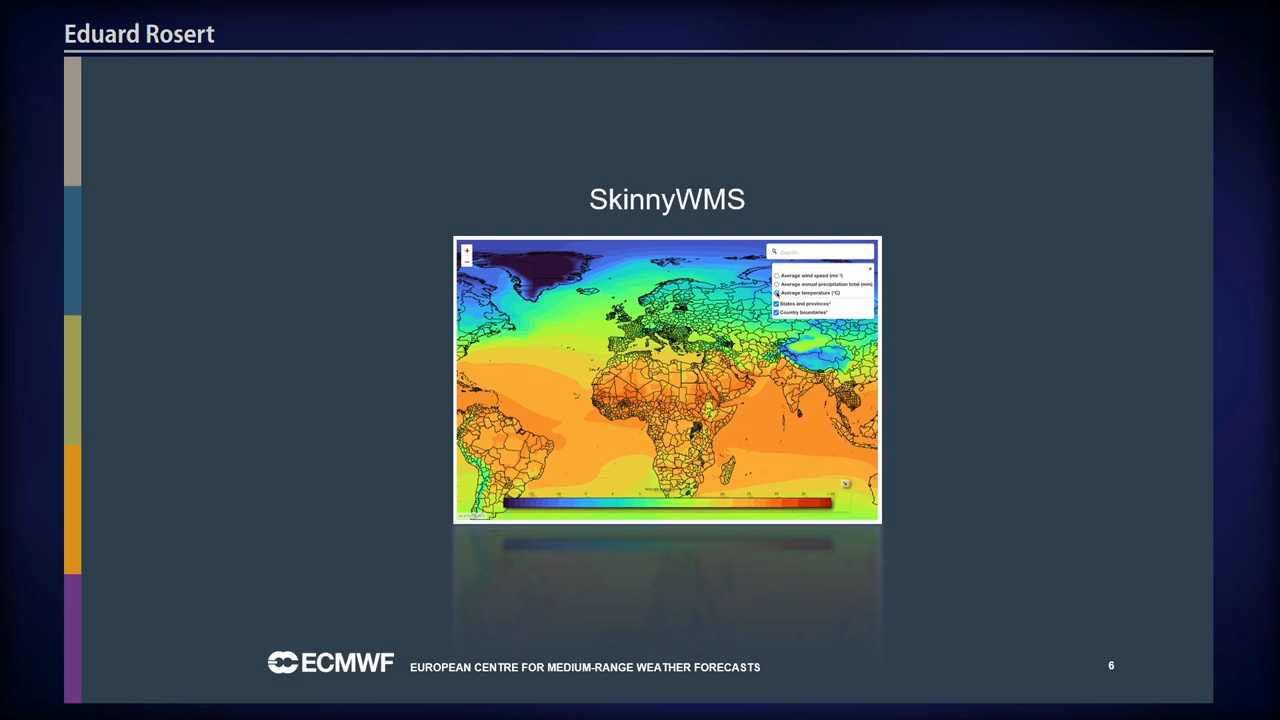 Eduard Rosert
SkinnyWMS
+
Search...
Average wind speed (ms⁻¹)
Average annual precipitation total (mm)
Average temperature (°C)
States and provinces*
Country boundaries*
ECMWF EUROPEAN CENTRE FOR MEDIUM-RANGE WEATHER FORECASTS
6